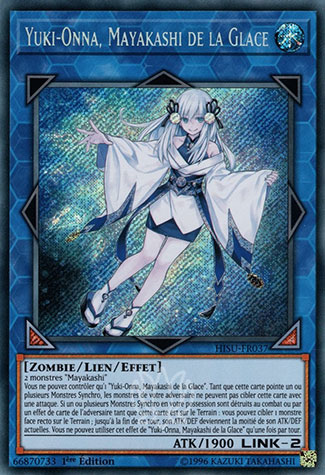 Yuki-Onna, Mayakashi de la Glace
HISU-FR037
[Zombie/Lien/Effet]
2 monstres "Mayakashi"
Vous ne pouvez contrôler qu'1 "Yuki-Onna, Mayakashi de la Glace". Tant que cette carte pointe un ou
plusieurs Monstres Synchro, les monstres de votre adversaire ne peuvent pas cibler cette carte avec
une attaque. Si un ou plusieurs Monstres Synchro en votre possession sont détruits au combat ou par
un effet de carte de l'adversaire tant que cette carte est sur le Terrain : vous pouvez cibler 1 monstre
face recto sur le Terrain ; jusqu'à la fin de ce tour, son ATK/DEF deviennent la moitié de son ATK/DEF
actuelles. Vous ne pouvez utiliser cet effet de "Yuki-Onna, Mayakashi de la Glace" qu'une fois par tour.
ATK/1900 LINK-2
66870733 1ère Edition ©1996 KAZUKI TAKAHASHI